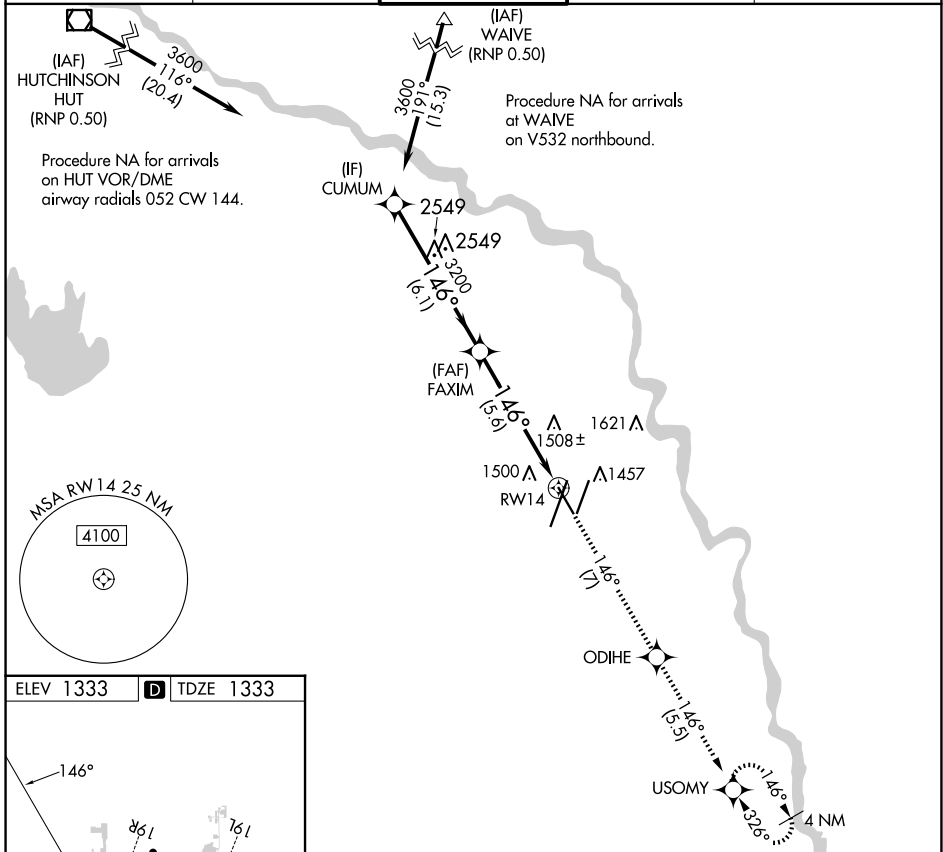 (IAF)
HUTCHINSON
HUT
(RNP 0.50)
3600
116°
(20.4)
(IAF)
WAIVE
(RNP 0.50)
3600
191°
(15.3)
Procedure NA for arrivals
at WAIVE
on V532 northbound.
Procedure NA for arrivals
on HUT VOR/DME
airway radials 052 CW 144.
(IF)
CUMUM
2549
2549
3200
146°
(6.1)
(FAF)
FAXIM
146°
(5.6)
1508±
1621
1500
1457
RW14
MSA RW14 25 NM
4100
146°
(7)
ODIHE
146°
(5.5)
USOMY
146°
326°
4 NM
ELEV 1333 D TDZE 1333
146°
19R
19L